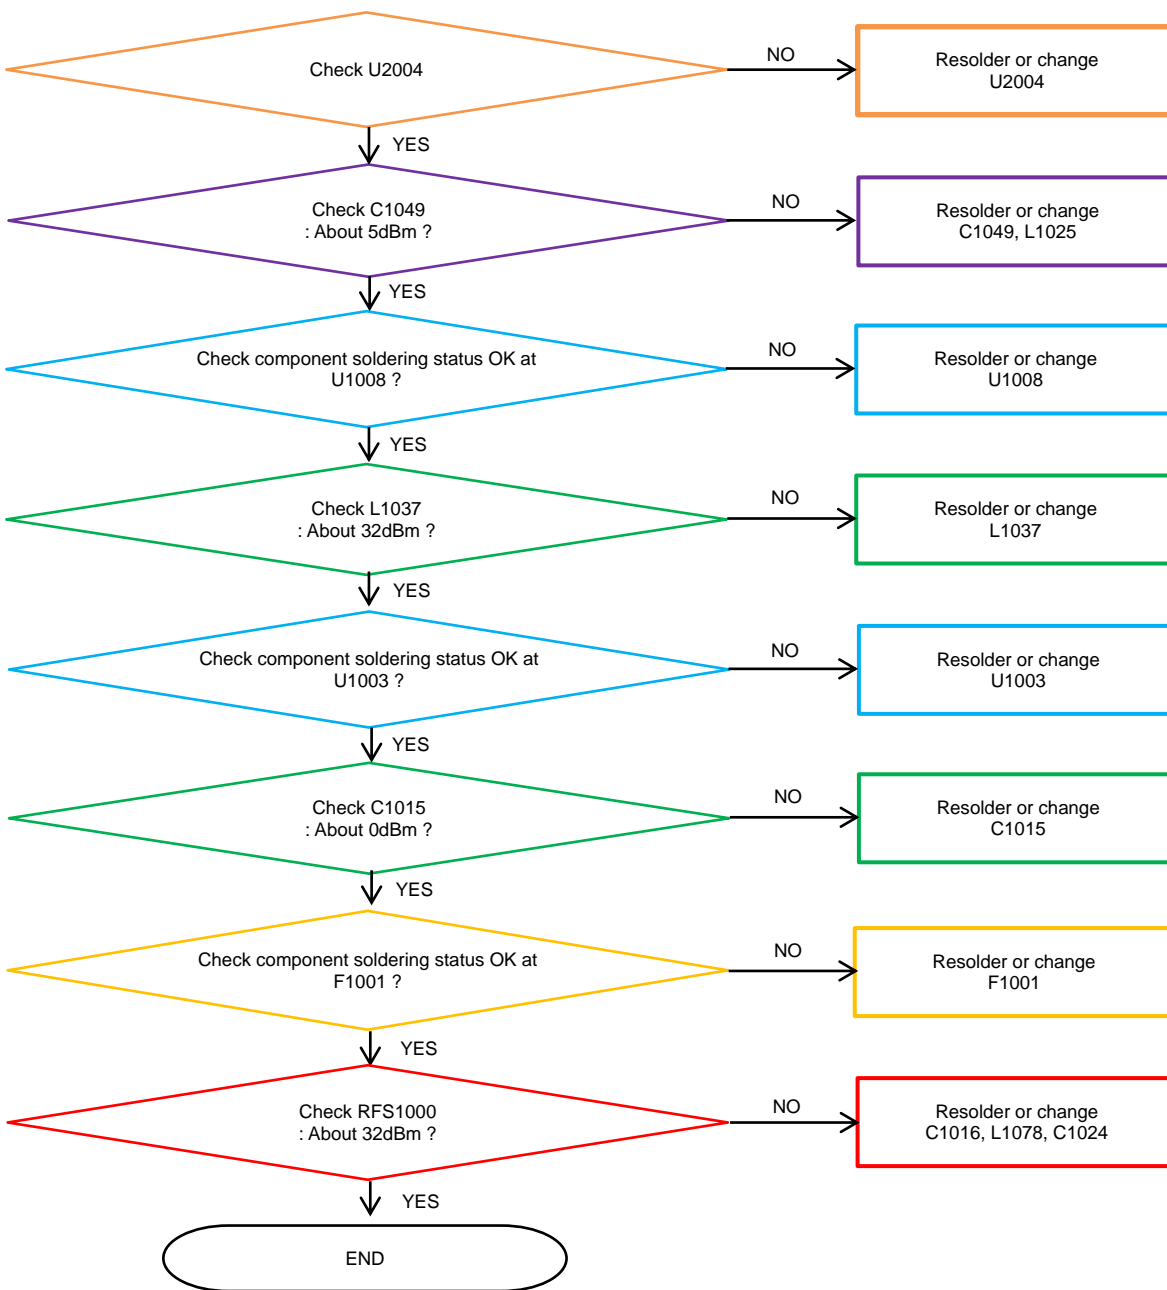 Check U2004
NO
Resolder or change
U2004
YES
Check C1049
: About 5dBm ?
NO
Resolder or change
C1049, L1025
YES
Check component soldering status OK at
U1008 ?
NO
Resolder or change
U1008
YES
Check L1037
: About 32dBm ?
NO
Resolder or change
L1037
YES
Check component soldering status OK at
U1003 ?
NO
Resolder or change
U1003
YES
Check C1015
: About 0dBm ?
NO
Resolder or change
C1015
YES
Check component soldering status OK at
F1001 ?
NO
Resolder or change
F1001
YES
Check RFS1000
: About 32dBm ?
NO
Resolder or change
C1016, L1078, C1024
YES
END